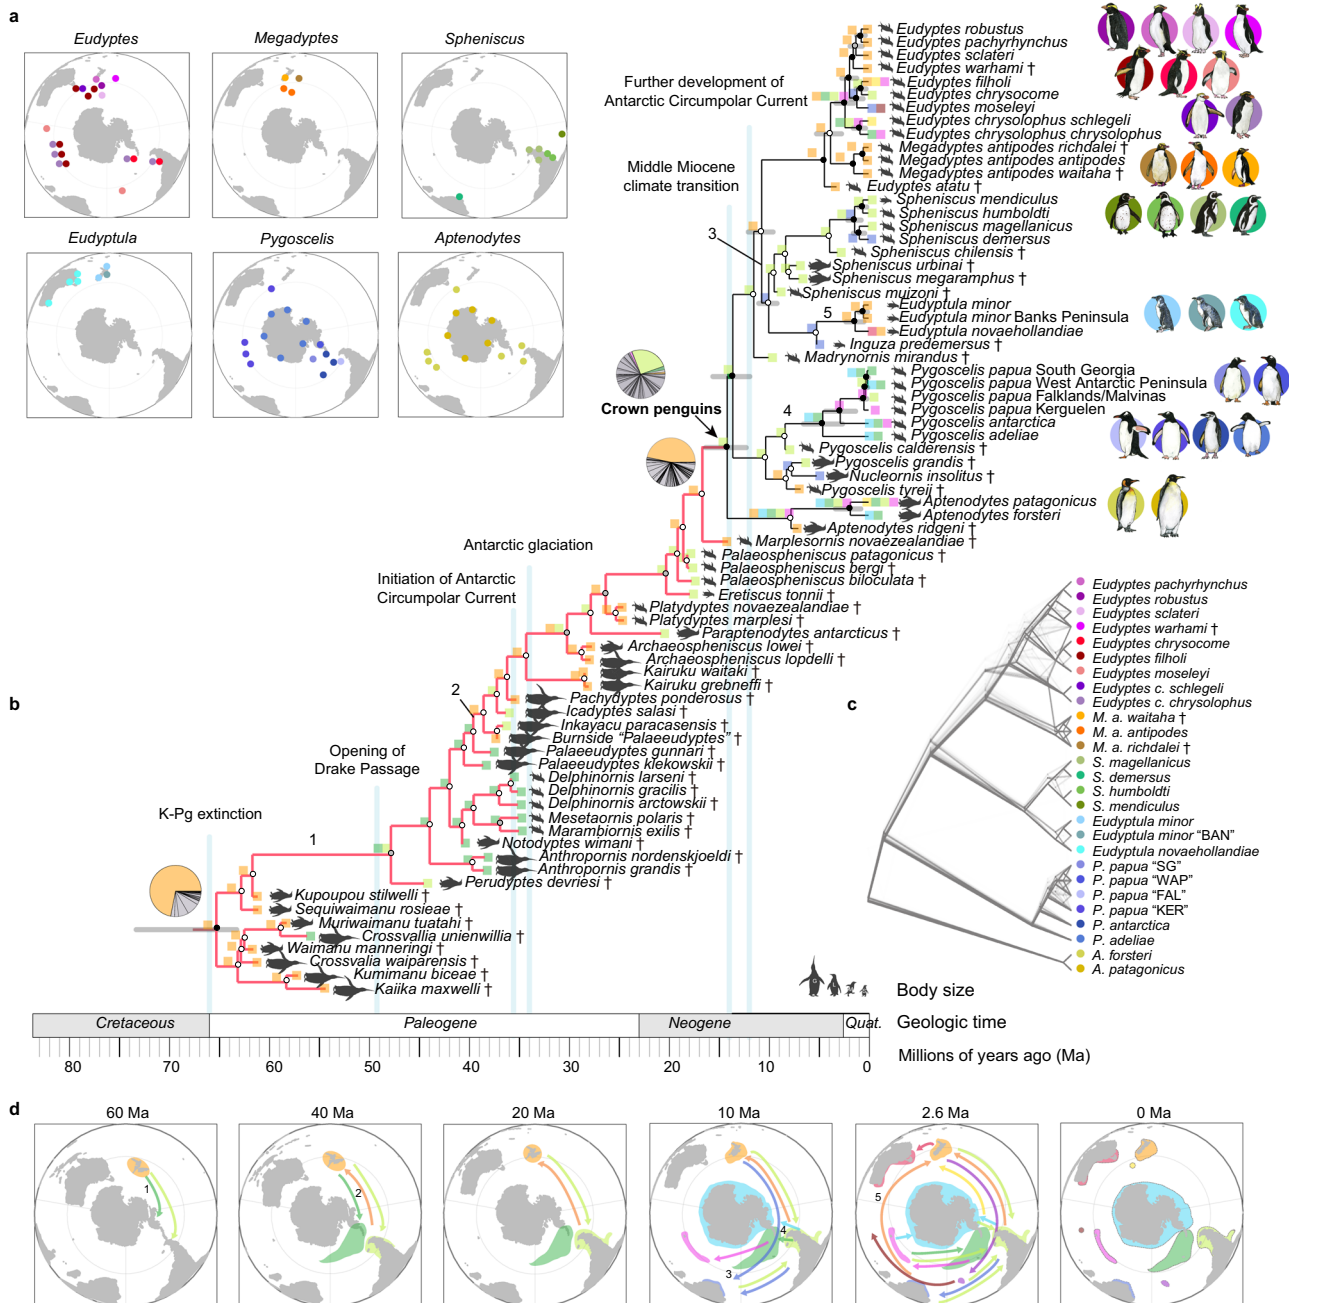 a
Eudyptes
Megadyptes
Spheniscus
Eudyptula
Pygoscelis
Aptenodytes
b
Further development of
Antarctic Circumpolar Current
Middle Miocene
climate transition
Crown penguins
Antarctic glaciation
Initiation of Antarctic
Circumpolar Current
Opening of
Drake Passage
K-Pg extinction
1
2
3
4
5
Eudyptes robustus
Eudyptes pachyrhynchus
Eudyptes sclateri
Eudyptes warhami †
Eudyptes filholi
Eudyptes chrysocome
Eudyptes moseleyi
Eudyptes chrysolophus schlegeli
Eudyptes chrysolophus chrysolophus
Megadyptes antipodes richdalei †
Megadyptes antipodes antipodes
Megadyptes antipodes waitaha †
Eudyptes atatu †
Spheniscus mendiculus
Spheniscus humboldti
Spheniscus magellanicus
Spheniscus demersus
Spheniscus chilensis †
Spheniscus urbinai †
Spheniscus megaramphus †
Spheniscus muizoni †
Eudyptula minor
Eudyptula minor Banks Peninsula
Eudyptula novaehollandiae
Inguza predemersus †
Madrynornis mirandus †
Pygoscelis papua South Georgia
Pygoscelis papua West Antarctic Peninsula
Pygoscelis papua Falklands/Malvinas
Pygoscelis papua Kerguelen
Pygoscelis antarctica
Pygoscelis adeliae
Pygoscelis calderensis †
Pygoscelis grandis †
Nucleornis insolitus †
Pygoscelis tyreii †
Aptenodytes patagonicus
Aptenodytes forsteri
Aptenodytes ridgeni †
Marplesornis novaezealandiae †
Palaeospheniscus patagonicus †
Palaeospheniscus bergi †
Palaeospheniscus biloculata †
Eretiscus tonnii †
Platydyptes novaezealandiae †
Platydyptes marplesi †
Paraptenodytes antarcticus †
Archaeospheniscus lowei †
Archaeospheniscus lopdelli †
Kairuku waitaki †
Kairuku grebneffi †
Pachydyptes ponderosus †
Icadyptes salasi †
Inkayacu paracasensis †
Burnside “Palaeeudyptes” †
Palaeeudyptes gunnari †
Palaeeudyptes klekowskii †
Delphinornis larseni †
Delphinornis gracilis †
Delphinornis arctowskii †
Mesetaornis polaris †
Marambiornis exilis †
Notodyptes wimani †
Anthropornis nordenskjoeldi †
Anthropornis grandis †
Perudyptes devriesi †
Kupoupou stilwelli †
Sequiwaimanu rosieae †
Muriwaimanu tuatahi †
Crossvallia unienwillia †
Waimanu manneringi †
Crossvalia waiparensis †
Kumimanu biceae †
Kaiika maxwelli †
Body size
Cretaceous
Paleogene
Neogene
Quat.
Geologic time
80
70
60
50
40
30
20
10
0
Millions of years ago (Ma)
c
Eudyptes pachyrhynchus
Eudyptes robustus
Eudyptes sclateri
Eudyptes warhami †
Eudyptes chrysocome
Eudyptes filholi
Eudyptes moseleyi
Eudyptes c. schlegeli
Eudyptes c. chrysolophus
M. a. waitaha †
M. a. antipodes
M. a. richdalei †
S. magellanicus
S. demersus
S. humboldti
S. mendiculus
Eudyptula minor
Eudyptula minor “BAN”
Eudyptula novaehollandiae
P. papua “SG”
P. papua “WAP”
P. papua “FAL”
P. papua “KER”
P. antarctica
P. adeliae
A. forsteri
A. patagonicus
d
60 Ma
40 Ma
20 Ma
10 Ma
2.6 Ma
0 Ma
1
2
3
4
5